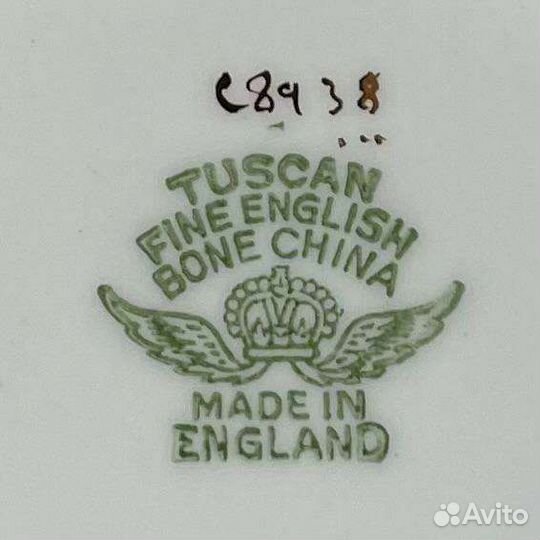 C8938
TUSCAN
FINE ENGLISH
BONE CHINA
MADE IN
ENGLAND
Avito